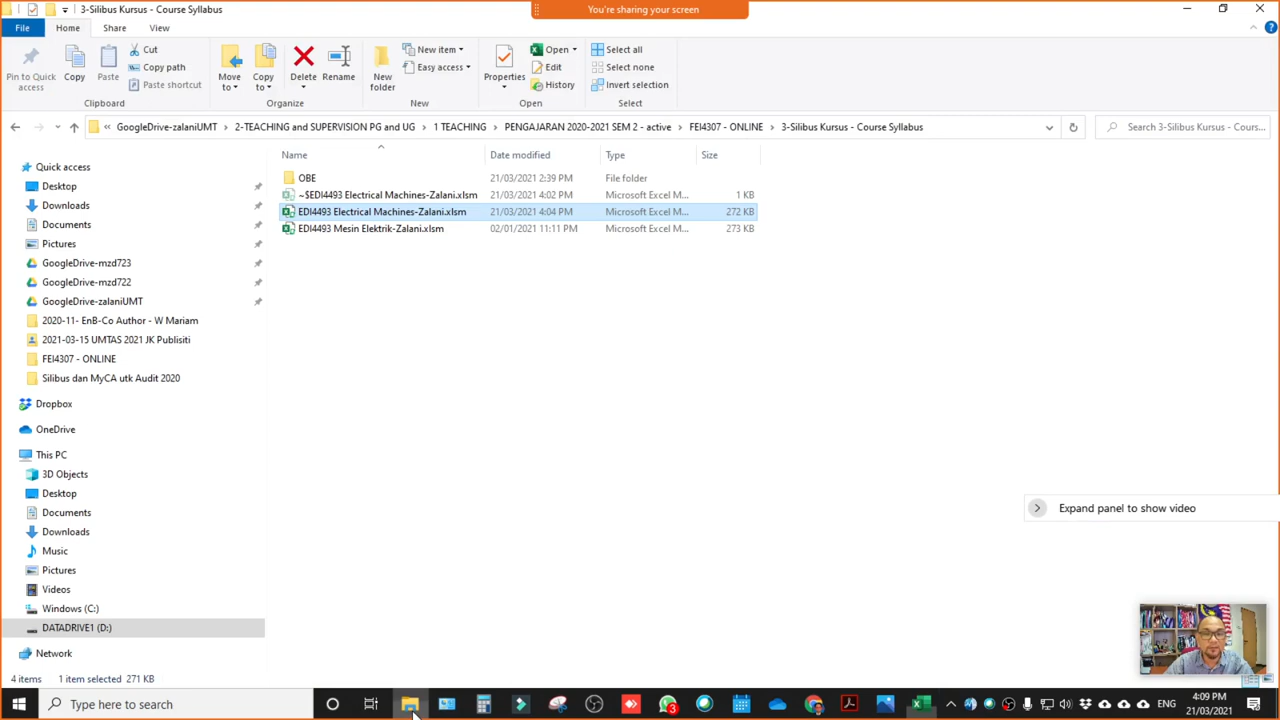 3-Silibus Kursus - Course Syllabus
You're sharing your screen
File
Home
Share
View
Pin to Quick access
Copy
Paste
Cut
Copy path
Paste shortcut
Clipboard
Move to
Copy to
Delete
Rename
Organize
New folder
New item
Easy access
New
Properties
Open
Edit
History
Open
Select all
Select none
Invert selection
Select
« GoogleDrive-zalaniUMT > 2-TEACHING and SUPERVISION PG and UG > 1 TEACHING > PENGAJARAN 2020-2021 SEM 2 - active > FEI4307 - ONLINE > 3-Silibus Kursus - Course Syllabus
Search 3-Silibus Kursus - Cours...
Name Date modified Type Size
OBE 21/03/2021 2:39 PM File folder
~$EDI4493 Electrical Machines-Zalani.xlsm 21/03/2021 4:02 PM Microsoft Excel M... 1 KB
EDI4493 Electrical Machines-Zalani.xlsm 21/03/2021 4:04 PM Microsoft Excel M... 272 KB
EDI4493 Mesin Elektrik-Zalani.xlsm 02/01/2021 11:11 PM Microsoft Excel M... 273 KB
Quick access
Desktop
Downloads
Documents
Pictures
GoogleDrive-mzd723
GoogleDrive-mzd722
GoogleDrive-zalaniUMT
2020-11- EnB-Co Author - W Mariam
2021-03-15 UMTAS 2021 JK Publisiti
FEI4307 - ONLINE
Silibus dan MyCA utk Audit 2020
Dropbox
OneDrive
This PC
3D Objects
Desktop
Documents
Downloads
Music
Pictures
Videos
Windows (C:)
DATADRIVE1 (D:)
Network
Expand panel to show video
4 items 1 item selected 271 KB
Type here to search
3
ENG
4:09 PM
21/03/2021